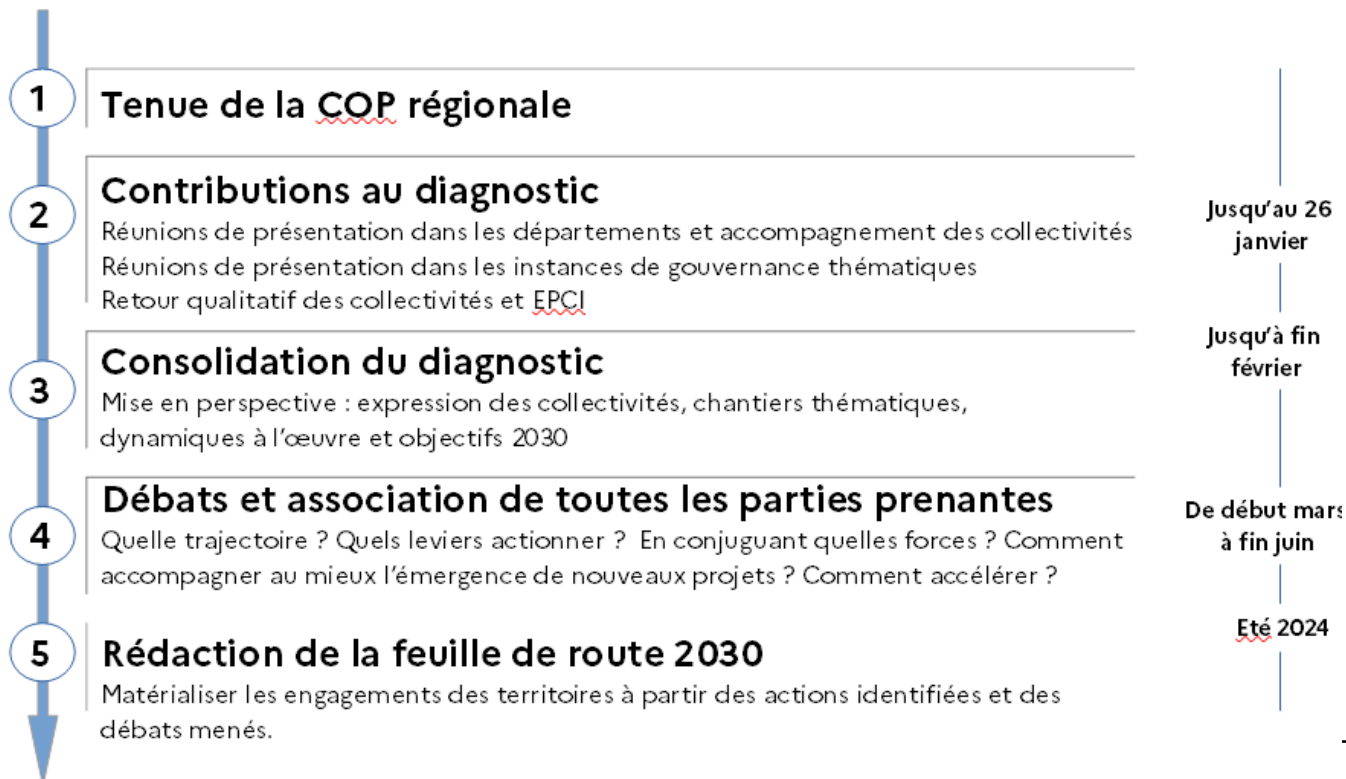 1
Tenue de la COP régionale
2
Contributions au diagnostic
Réunions de présentation dans les départements et accompagnement des collectivités
Réunions de présentation dans les instances de gouvernance thématiques
Retour qualitatif des collectivités et EPCI
Jusqu'au 26
janvier
3
Consolidation du diagnostic
Mise en perspective : expression des collectivités, chantiers thématiques,
dynamiques à l'œuvre et objectifs 2030
Jusqu'à fin
février
4
Débats et association de toutes les parties prenantes
Quelle trajectoire ? Quels leviers actionner ? En conjuguant quelles forces ? Comment
accompagner au mieux l'émergence de nouveaux projets ? Comment accélérer ?
De début mars
à fin juin
5
Rédaction de la feuille de route 2030
Matérialiser les engagements des territoires à partir des actions identifiées et des
débats menés.
Eté 2024